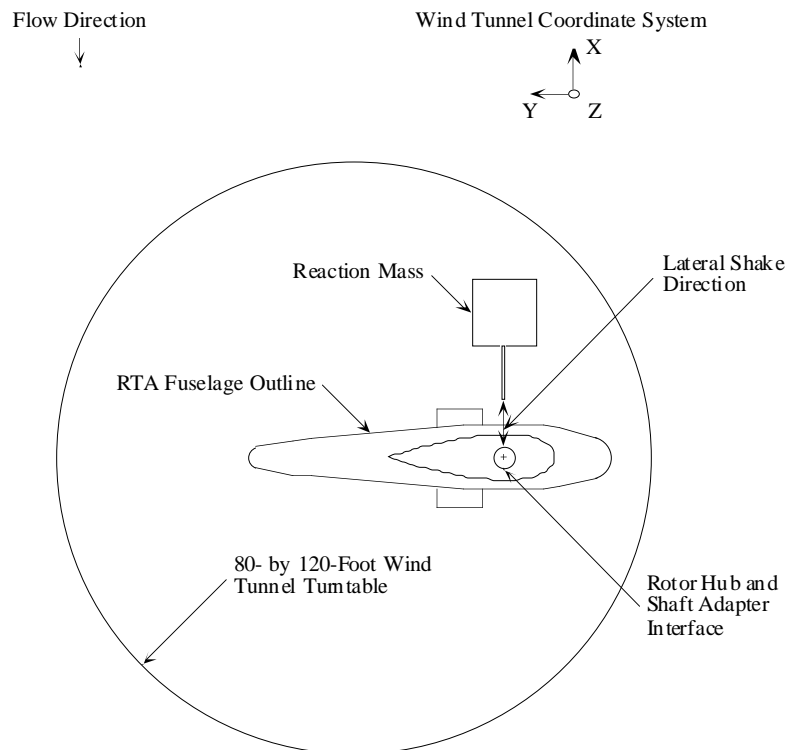 Flow Direction
Wind Tunnel Coordinate System
X
Y
Z
Lateral Shake
Direction
Reaction Mass
RTA Fuselage Outline
80- by 120-Foot Wind
Tunnel Turntable
Rotor Hub and
Shaft Adapter
Interface